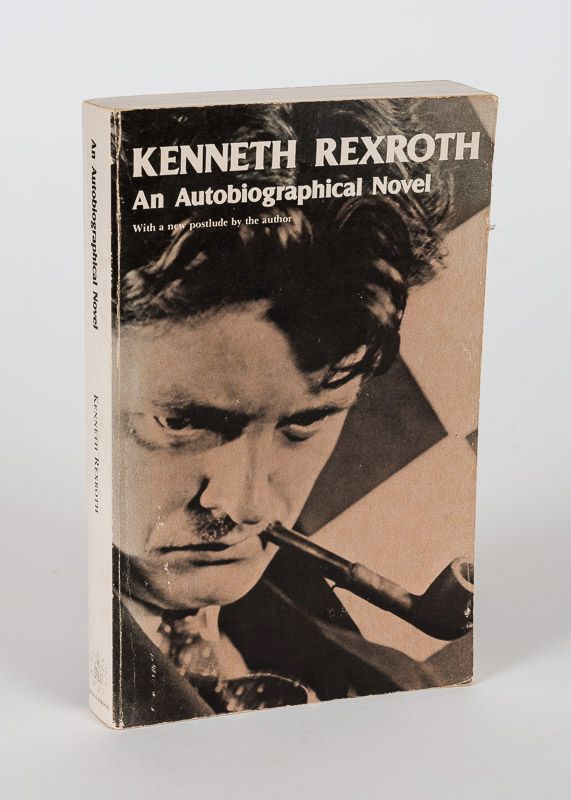 KENNETH REXROTH
An Autobiographical Novel
With a new postlude by the author
An Autobiographical Novel
KENNETH REXROTH